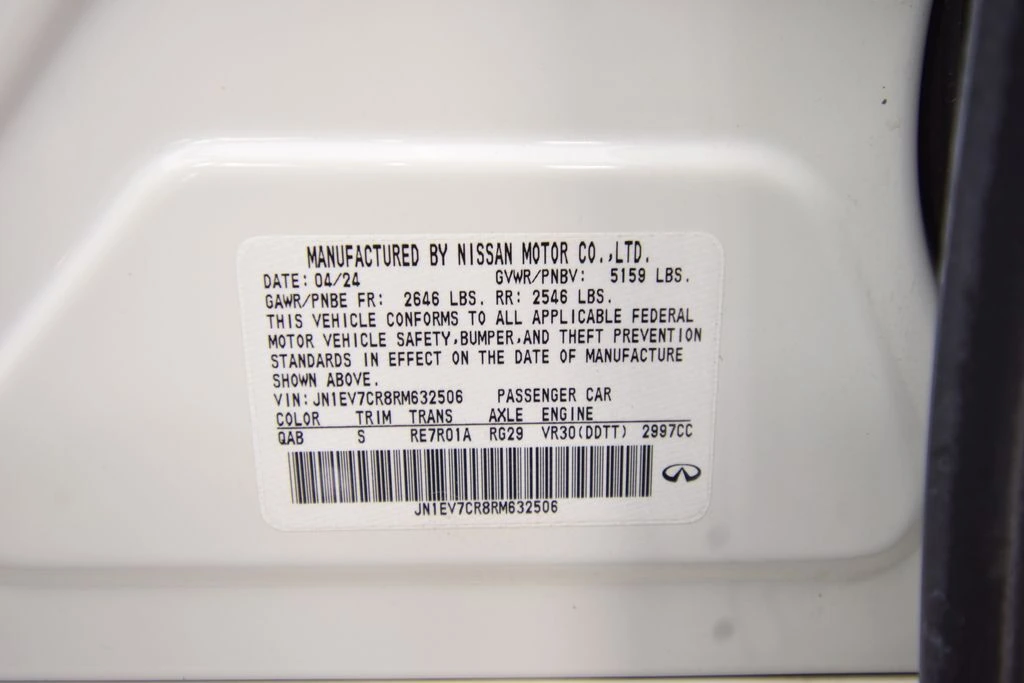 MANUFACTURED BY NISSAN MOTOR CO.,LTD.
DATE: 04/24 GVWR/PNBV: 5159 LBS.
GAWR/PNBE FR: 2646 LBS. RR: 2546 LBS.
THIS VEHICLE CONFORMS TO ALL APPLICABLE FEDERAL
MOTOR VEHICLE SAFETY,BUMPER,AND THEFT PREVENTION
STANDARDS IN EFFECT ON THE DATE OF MANUFACTURE
SHOWN ABOVE.
VIN: JN1EV7CR8RM632506 PASSENGER CAR
COLOR TRIM TRANS AXLE ENGINE
QAB S RE7R01A RG29 VR30(DDTT) 2997CC
JN1EV7CR8RM632506